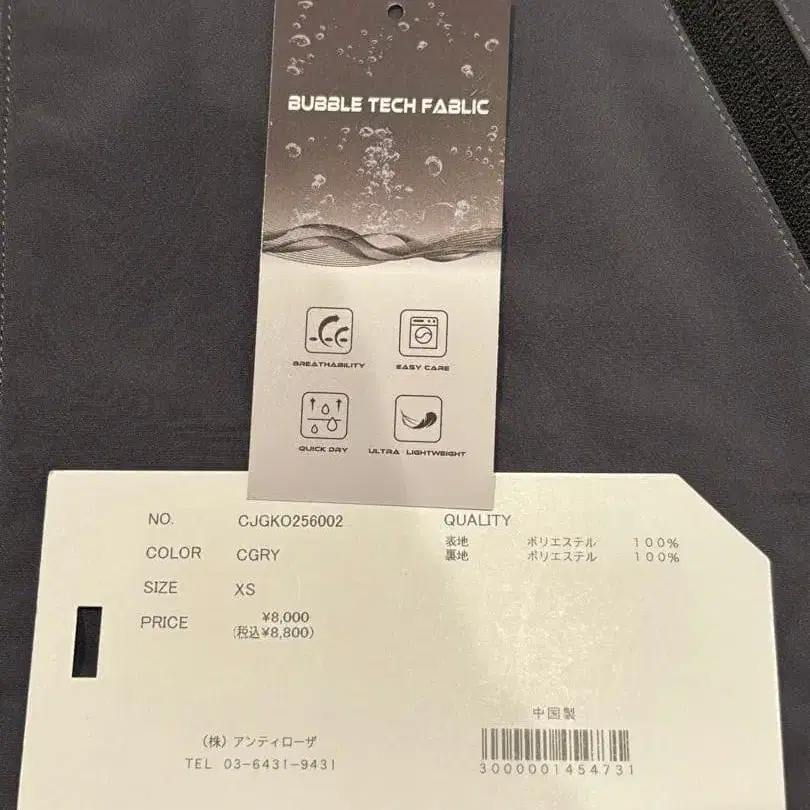 BUBBLE TECH FABLIC
BREATHABILITY EASY CARE
QUICK DRY ULTRA LIGHTWEIGHT
NO. CJGKO256002
COLOR CGRY
SIZE XS
PRICE ¥8,000
(税込¥8,800)
QUALITY
表地 ポリエステル 100%
裏地 ポリエステル 100%
中国製
3000001454731
(株) アンティローザ
TEL 03-6431-9431